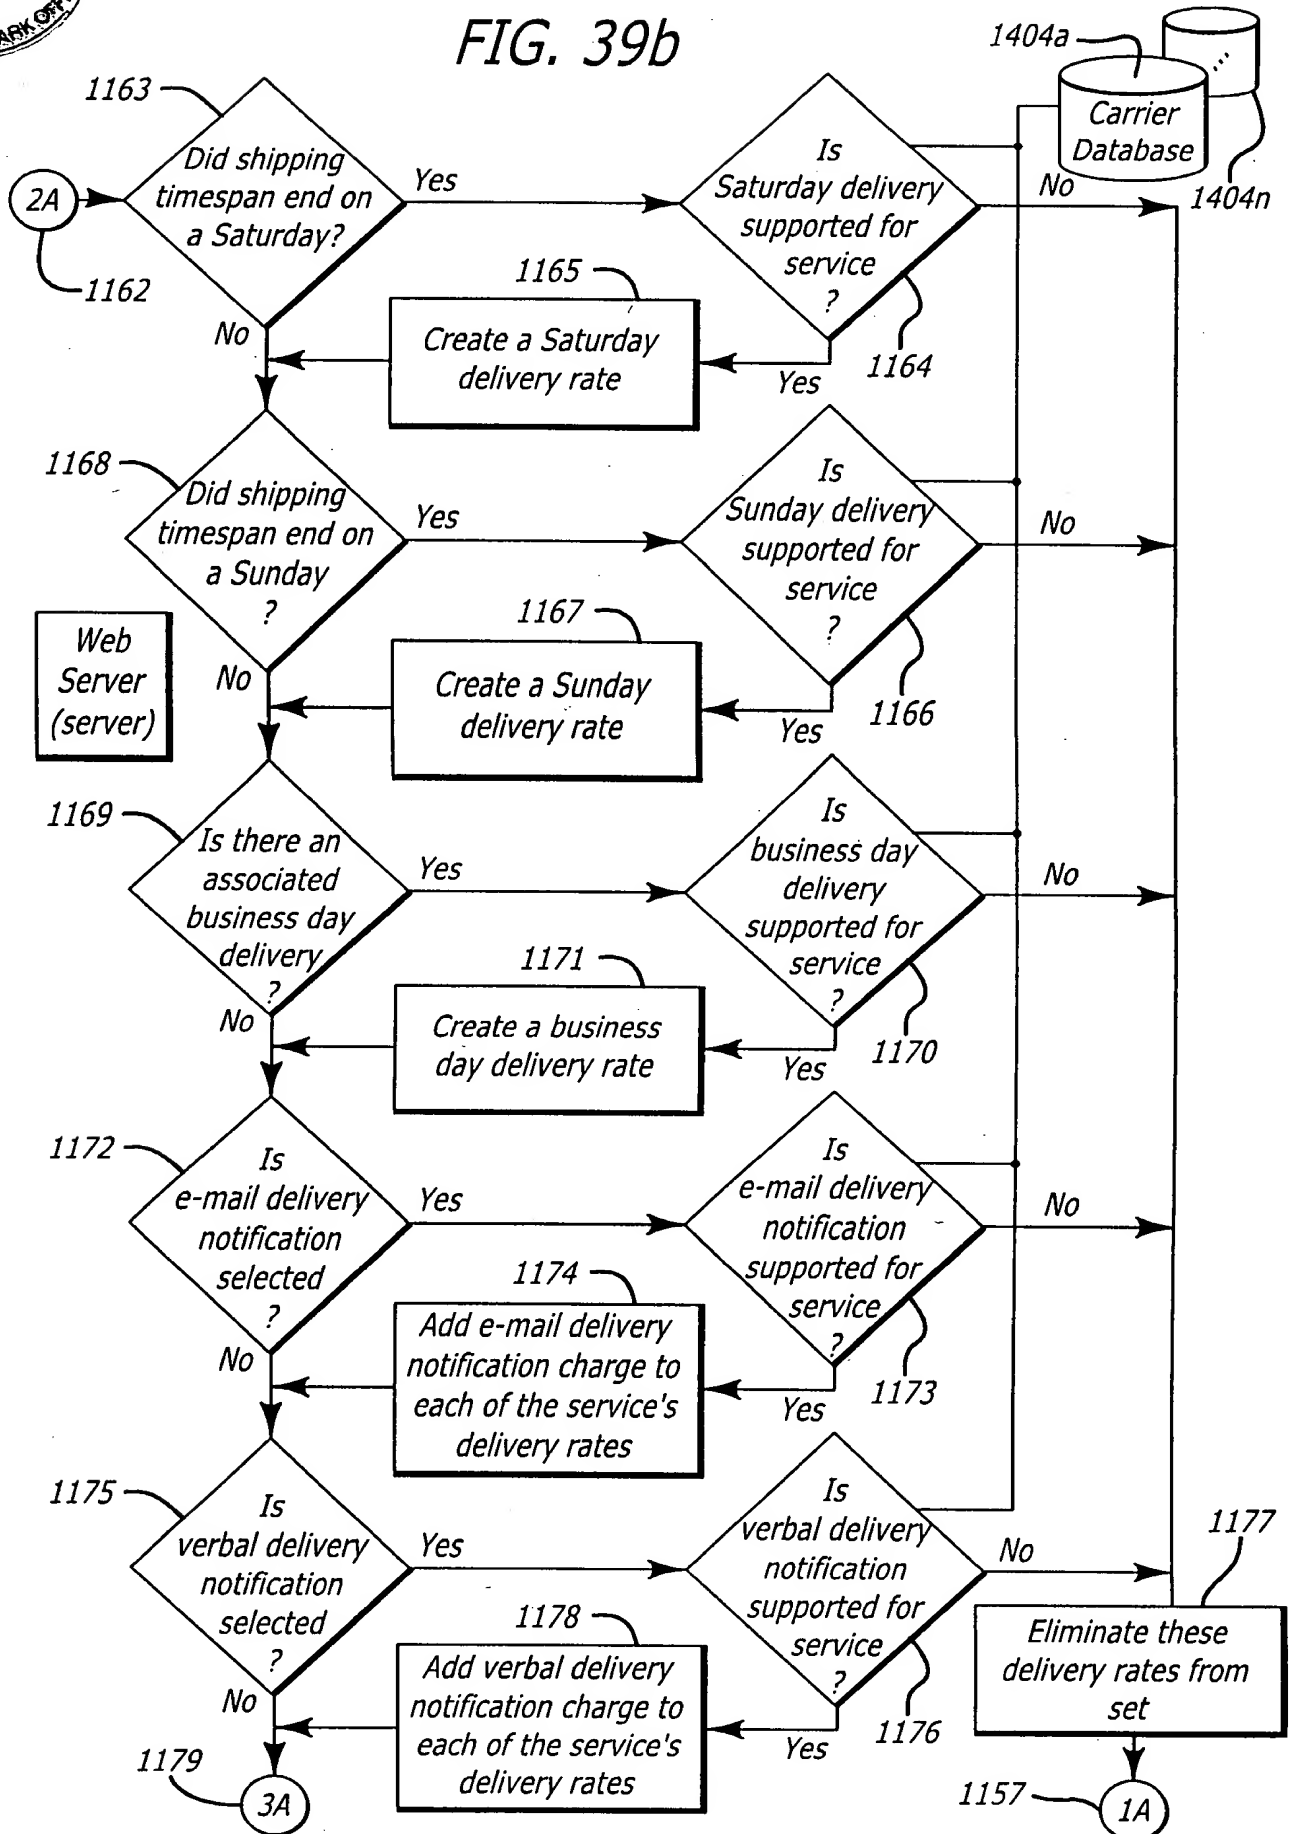 FIG. 39b
1404a
Carrier
Database
...
1404n
1163
Did shipping
timespan end on
a Saturday?
Yes
Is
Saturday delivery
supported for
service
?
No
2A
1162
1164
1165
Create a Saturday
delivery rate
Yes
No
1168
Did shipping
timespan end on
a Sunday
?
Yes
Is
Sunday delivery
supported for
service
?
No
1166
Web
Server
(server)
1167
Create a Sunday
delivery rate
Yes
No
1169
Is there an
associated
business day
delivery
?
Yes
Is
business day
delivery
supported for
service
?
No
1170
1171
Create a business
day delivery rate
Yes
No
1172
Is
e-mail delivery
notification
selected
?
Yes
Is
e-mail delivery
notification
supported for
service
?
No
1173
1174
Add e-mail delivery
notification charge to
each of the service's
delivery rates
Yes
No
1175
Is
verbal delivery
notification
selected
?
Yes
Is
verbal delivery
notification
supported for
service
?
No
1176
1177
Eliminate these
delivery rates from
set
1178
Add verbal delivery
notification charge to
each of the service's
delivery rates
Yes
No
1179
3A
1157
1A